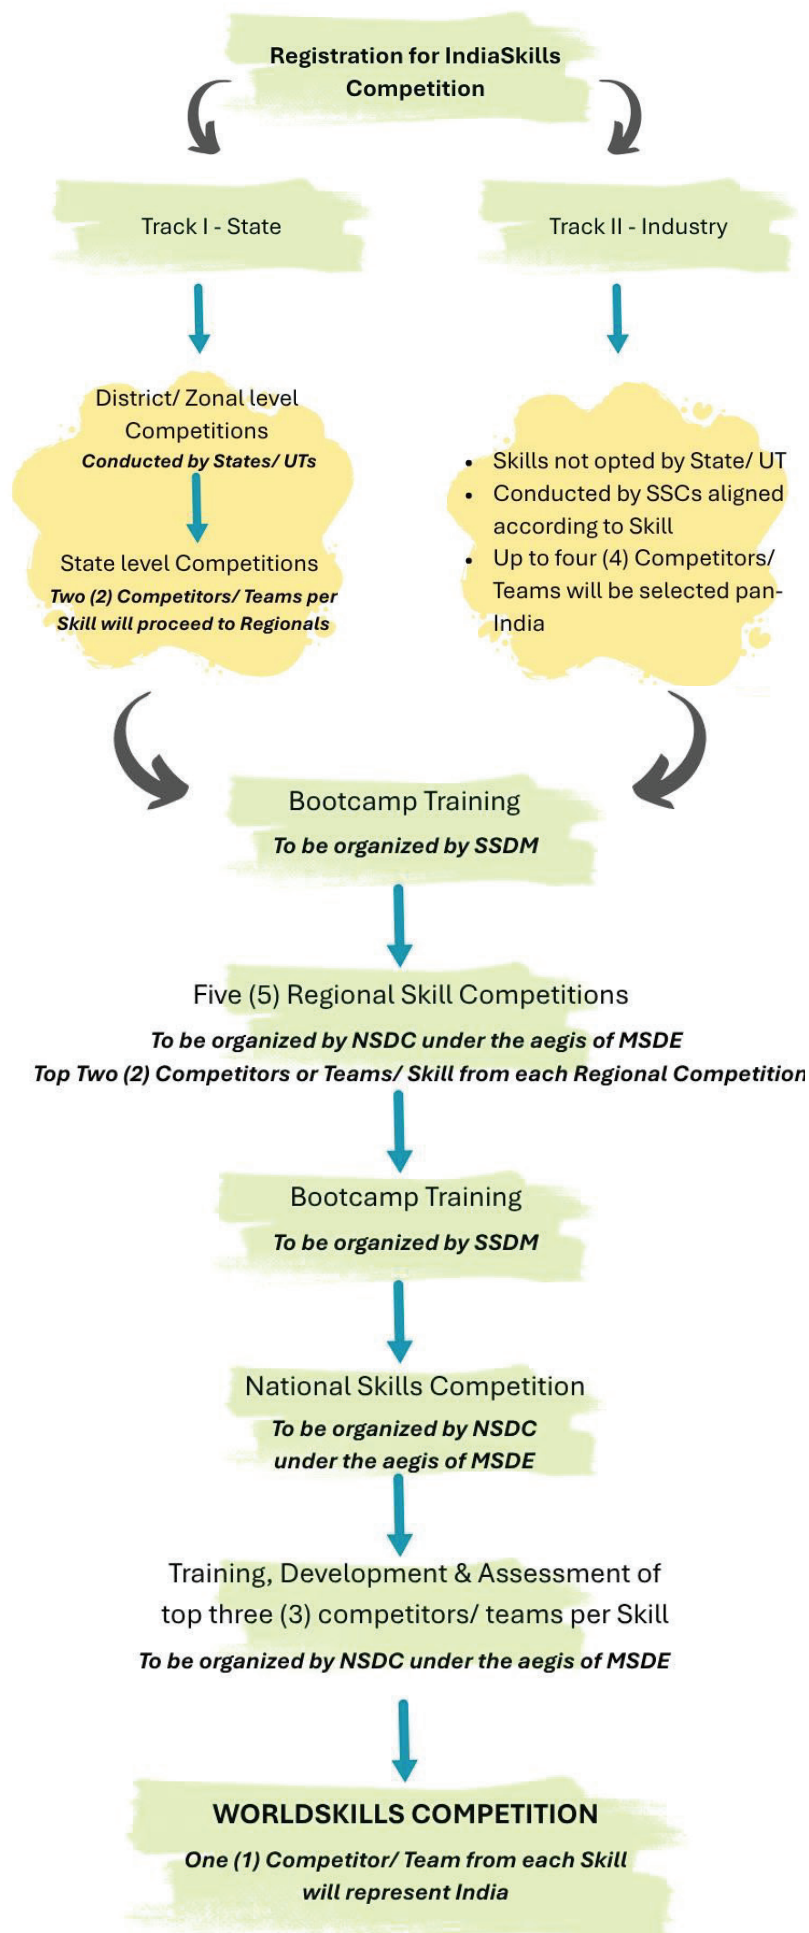 Registration for IndiaSkills
Competition
Track I - State
Track II - Industry
District/ Zonal level
Competitions
Conducted by States/ UTs
State level Competitions
Two (2) Competitors/ Teams per
Skill will proceed to Regionals
• Skills not opted by State/ UT
• Conducted by SSCs aligned
according to Skill
• Up to four (4) Competitors/
Teams will be selected pan-
India
Bootcamp Training
To be organized by SSDM
Five (5) Regional Skill Competitions
To be organized by NSDC under the aegis of MSDE
Top Two (2) Competitors or Teams/ Skill from each Regional Competition
Bootcamp Training
To be organized by SSDM
National Skills Competition
To be organized by NSDC
under the aegis of MSDE
Training, Development & Assessment of
top three (3) competitors/ teams per Skill
To be organized by NSDC under the aegis of MSDE
WORLDSKILLS COMPETITION
One (1) Competitor/ Team from each Skill
will represent India